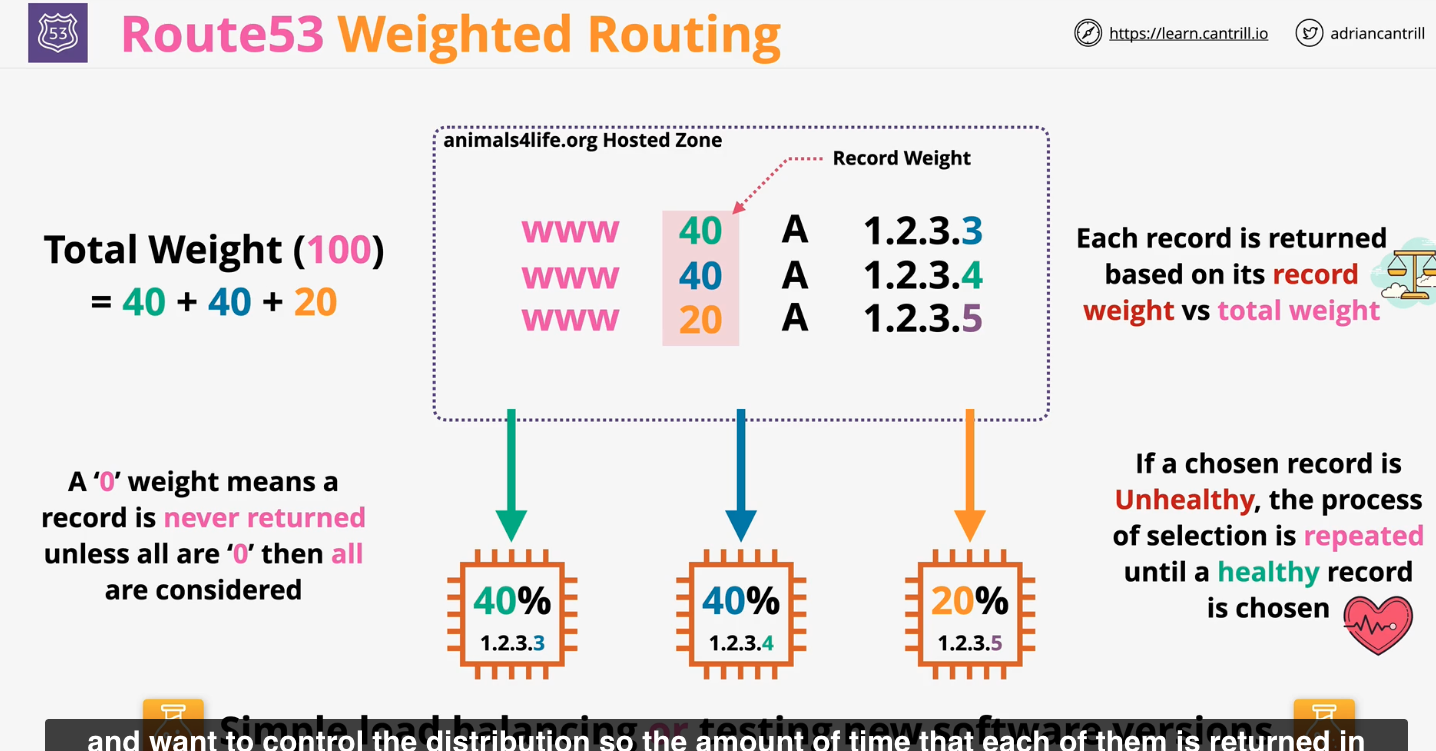 53
Route53 Weighted Routing
https://learn.cantrill.io
adriancantrill
animals4life.org Hosted Zone
Record Weight
www 40 A 1.2.3.3
www 40 A 1.2.3.4
www 20 A 1.2.3.5
Total Weight (100)
= 40 + 40 + 20
Each record is returned
based on its record
weight vs total weight
A ‘0’ weight means a
record is never returned
unless all are ‘0’ then all
are considered
If a chosen record is
Unhealthy, the process
of selection is repeated
until a healthy record
is chosen
40%
1.2.3.3
40%
1.2.3.4
20%
1.2.3.5
Simple load balancing or testing new software versions
and want to control the distribution so the amount of time that each of them is returned in